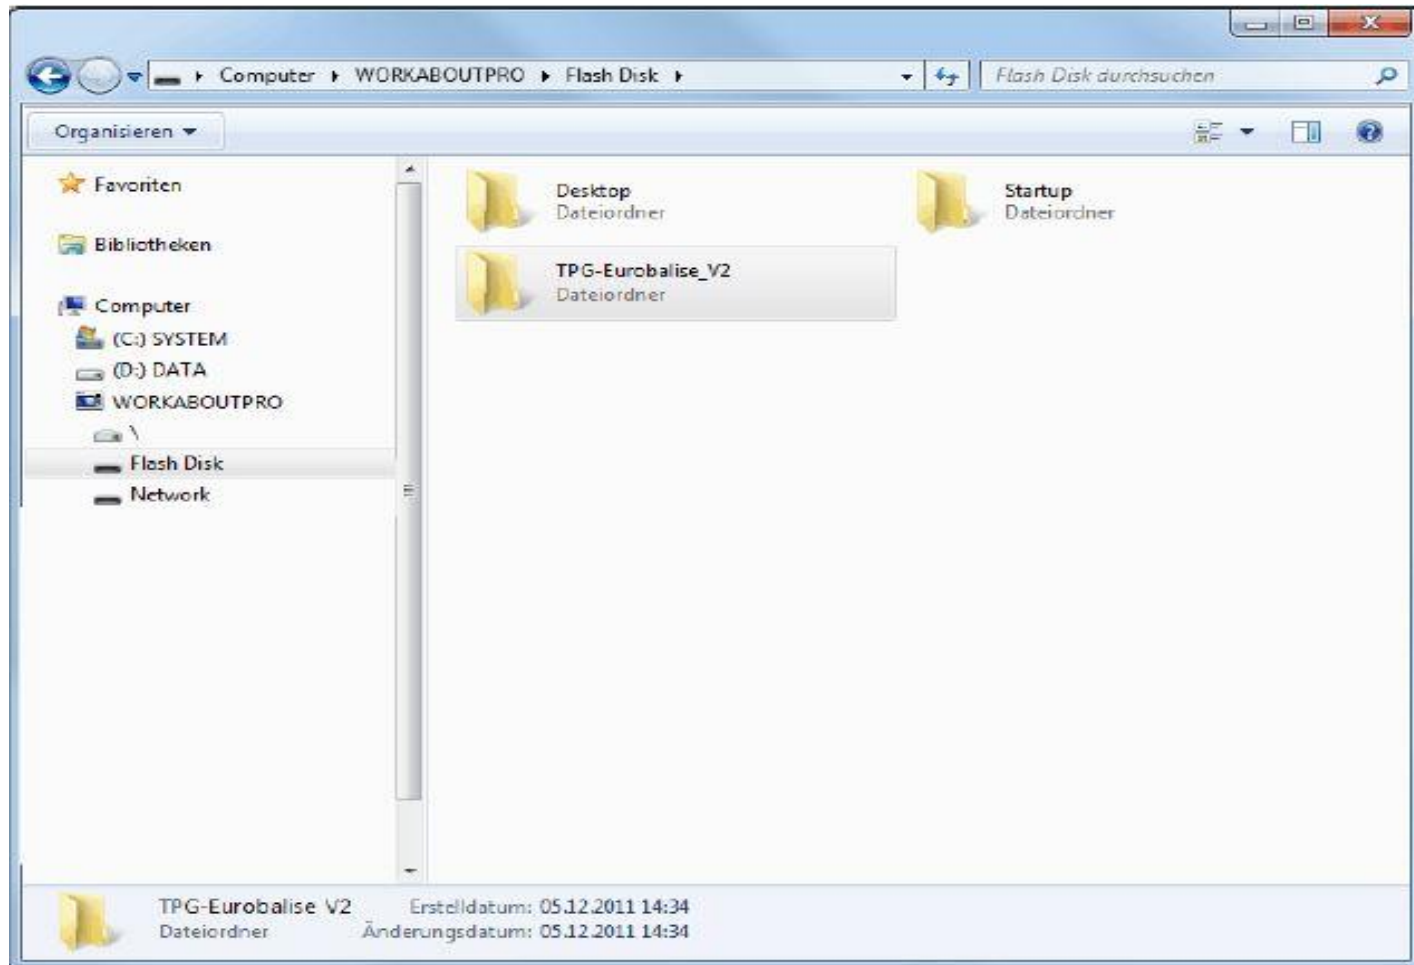 Computer WORKABOUTPRO Flash Disk
Flash Disk durchsuchen
Organisieren
Favoriten
Bibliotheken
Computer
(C:) SYSTEM
(D:) DATA
WORKABOUTPRO
\
Flash Disk
Network
Desktop
Dateiordner
Startup
Dateiordner
TPG-Eurobalise_V2
Dateiordner
TPG-Eurobalise_V2 Erstelldatum: 05.12.2011 14:34
Dateiordner Änderungsdatum: 05.12.2011 14:34